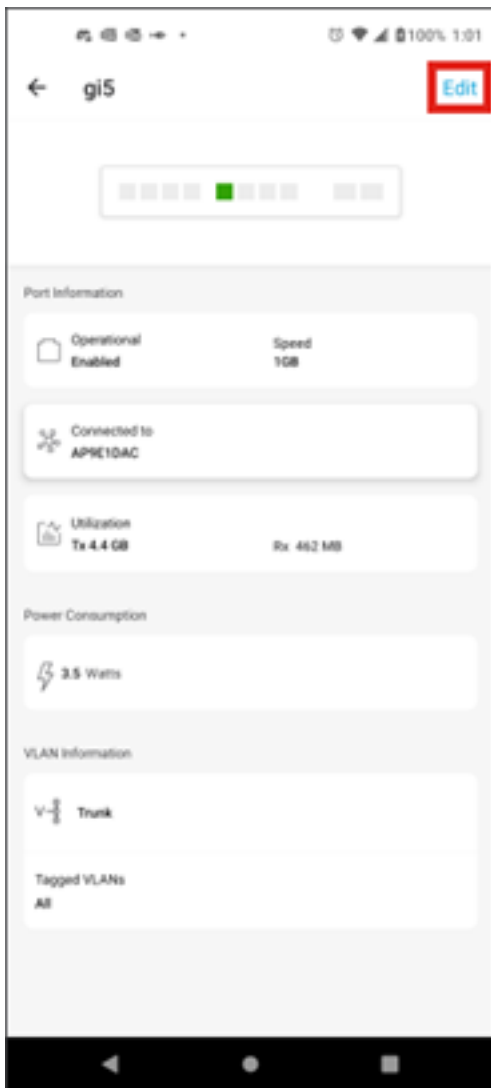 100% 1:01
gi5
Edit
Port Information
Operational
Enabled
Speed
1GB
Connected to
AP9E1DAC
Utilization
Tx 4.4 GB
Rx 462 MB
Power Consumption
3.5 Watts
VLAN Information
Trunk
Tagged VLANs
All